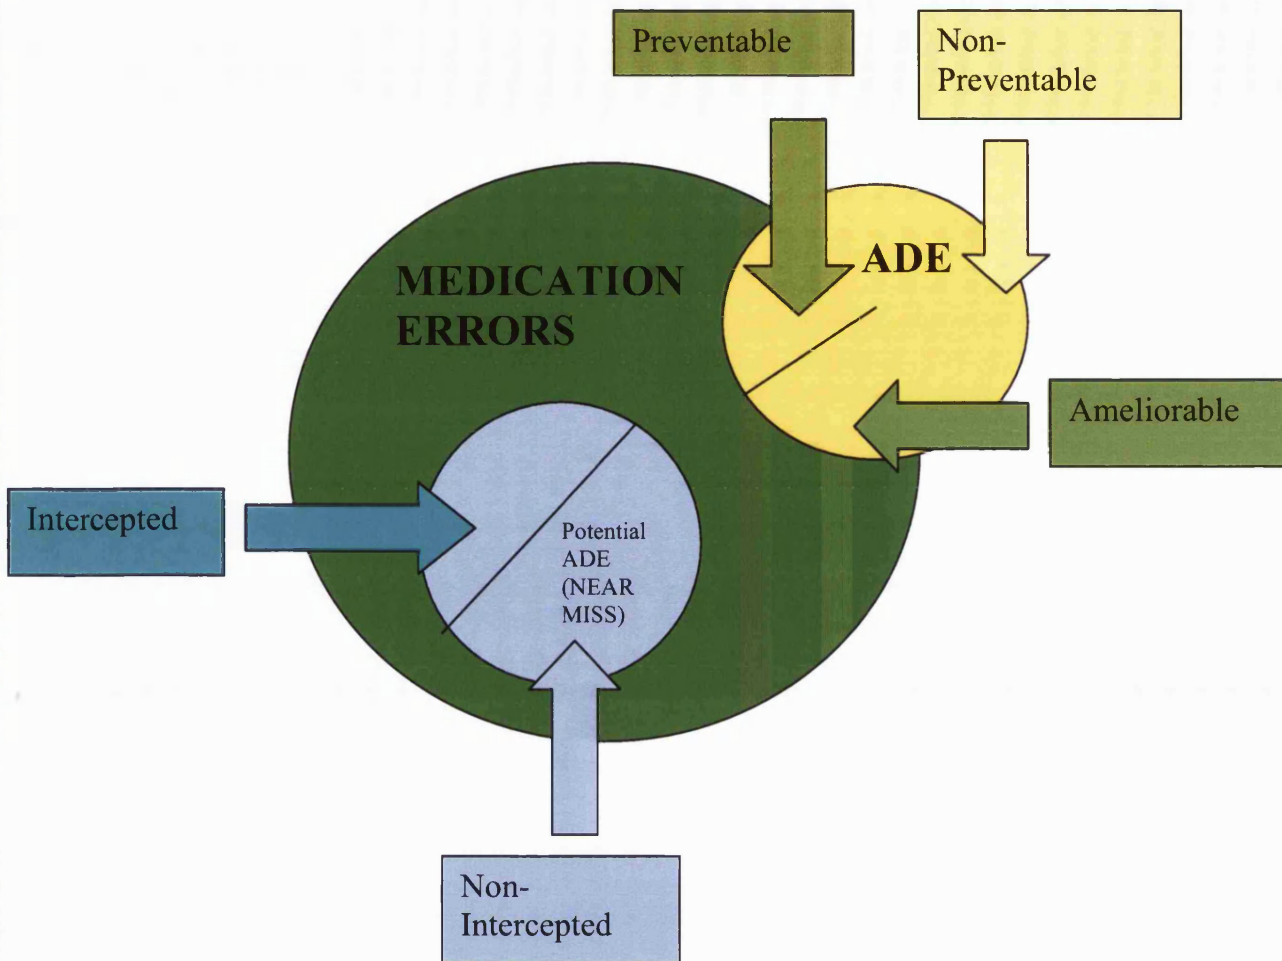 Preventable
Non-
Preventable
ADE
MEDICATION
ERRORS
Ameliorable
Intercepted
Potential
ADE
(NEAR
MISS)
Non-
Intercepted